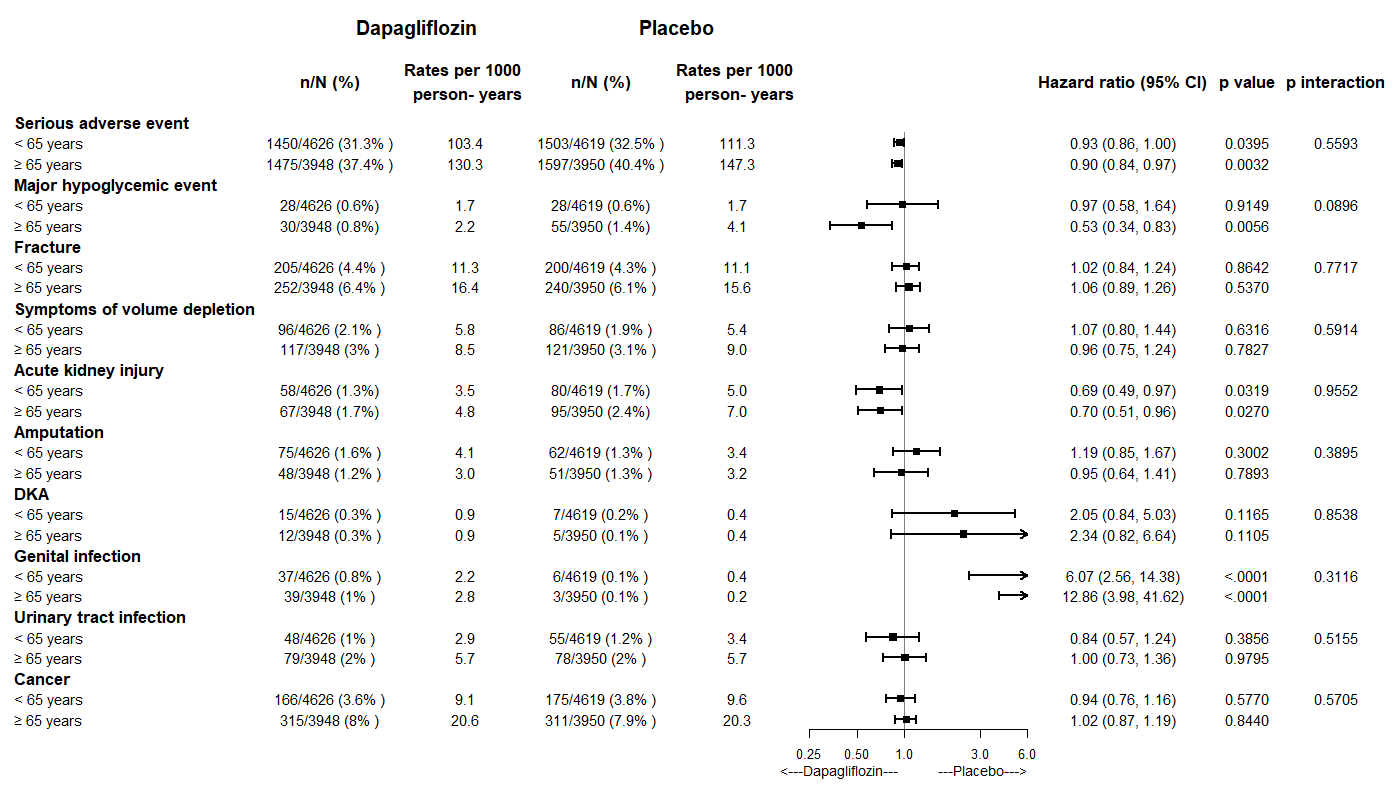 Dapagliflozin Placebo
n/N (%) Rates per 1000 person- years n/N (%) Rates per 1000 person- years Hazard ratio (95% CI) p value p interaction
Serious adverse event
< 65 years 1450/4626 (31.3% ) 103.4 1503/4619 (32.5% ) 111.3 0.93 (0.86, 1.00) 0.0395 0.5593
≥ 65 years 1475/3948 (37.4% ) 130.3 1597/3950 (40.4% ) 147.3 0.90 (0.84, 0.97) 0.0032
Major hypoglycemic event
< 65 years 28/4626 (0.6%) 1.7 28/4619 (0.6%) 1.7 0.97 (0.58, 1.64) 0.9149 0.0896
≥ 65 years 30/3948 (0.8%) 2.2 55/3950 (1.4%) 4.1 0.53 (0.34, 0.83) 0.0056
Fracture
< 65 years 205/4626 (4.4% ) 11.3 200/4619 (4.3% ) 11.1 1.02 (0.84, 1.24) 0.8642 0.7717
≥ 65 years 252/3948 (6.4% ) 16.4 240/3950 (6.1% ) 15.6 1.06 (0.89, 1.26) 0.5370
Symptoms of volume depletion
< 65 years 96/4626 (2.1% ) 5.8 86/4619 (1.9% ) 5.4 1.07 (0.80, 1.44) 0.6316 0.5914
≥ 65 years 117/3948 (3% ) 8.5 121/3950 (3.1% ) 9.0 0.96 (0.75, 1.24) 0.7827
Acute kidney injury
< 65 years 58/4626 (1.3%) 3.5 80/4619 (1.7%) 5.0 0.69 (0.49, 0.97) 0.0319 0.9552
≥ 65 years 67/3948 (1.7%) 4.8 95/3950 (2.4%) 7.0 0.70 (0.51, 0.96) 0.0270
Amputation
< 65 years 75/4626 (1.6% ) 4.1 62/4619 (1.3% ) 3.4 1.19 (0.85, 1.67) 0.3002 0.3895
≥ 65 years 48/3948 (1.2% ) 3.0 51/3950 (1.3% ) 3.2 0.95 (0.64, 1.41) 0.7893
DKA
< 65 years 15/4626 (0.3% ) 0.9 7/4619 (0.2% ) 0.4 2.05 (0.84, 5.03) 0.1165 0.8538
≥ 65 years 12/3948 (0.3% ) 0.9 5/3950 (0.1% ) 0.4 2.34 (0.82, 6.64) 0.1105
Genital infection
< 65 years 37/4626 (0.8% ) 2.2 6/4619 (0.1% ) 0.4 6.07 (2.56, 14.38) <.0001 0.3116
≥ 65 years 39/3948 (1% ) 2.8 3/3950 (0.1% ) 0.2 12.86 (3.98, 41.62) <.0001
Urinary tract infection
< 65 years 48/4626 (1% ) 2.9 55/4619 (1.2% ) 3.4 0.84 (0.57, 1.24) 0.3856 0.5155
≥ 65 years 79/3948 (2% ) 5.7 78/3950 (2% ) 5.7 1.00 (0.73, 1.36) 0.9795
Cancer
< 65 years 166/4626 (3.6% ) 9.1 175/4619 (3.8% ) 9.6 0.94 (0.76, 1.16) 0.5770 0.5705
≥ 65 years 315/3948 (8% ) 20.6 311/3950 (7.9% ) 20.3 1.02 (0.87, 1.19) 0.8440
0.25 0.50 1.0 3.0 6.0
<---Dapagliflozin--- ---Placebo--->